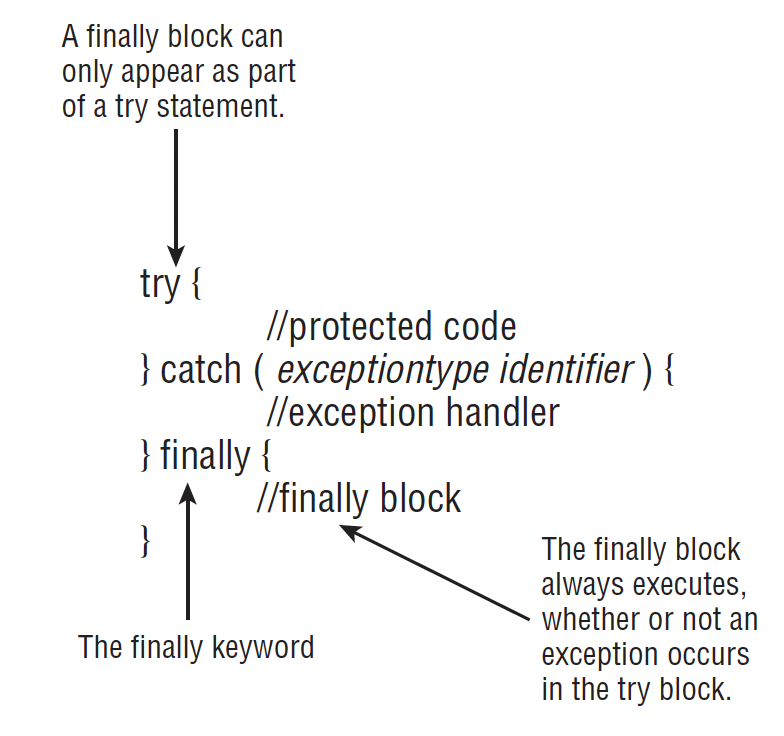 A finally block can
only appear as part
of a try statement.
try {
//protected code
} catch ( exceptiontype identifier ) {
//exception handler
} finally {
//finally block
}
The finally keyword
The finally block
always executes,
whether or not an
exception occurs
in the try block.